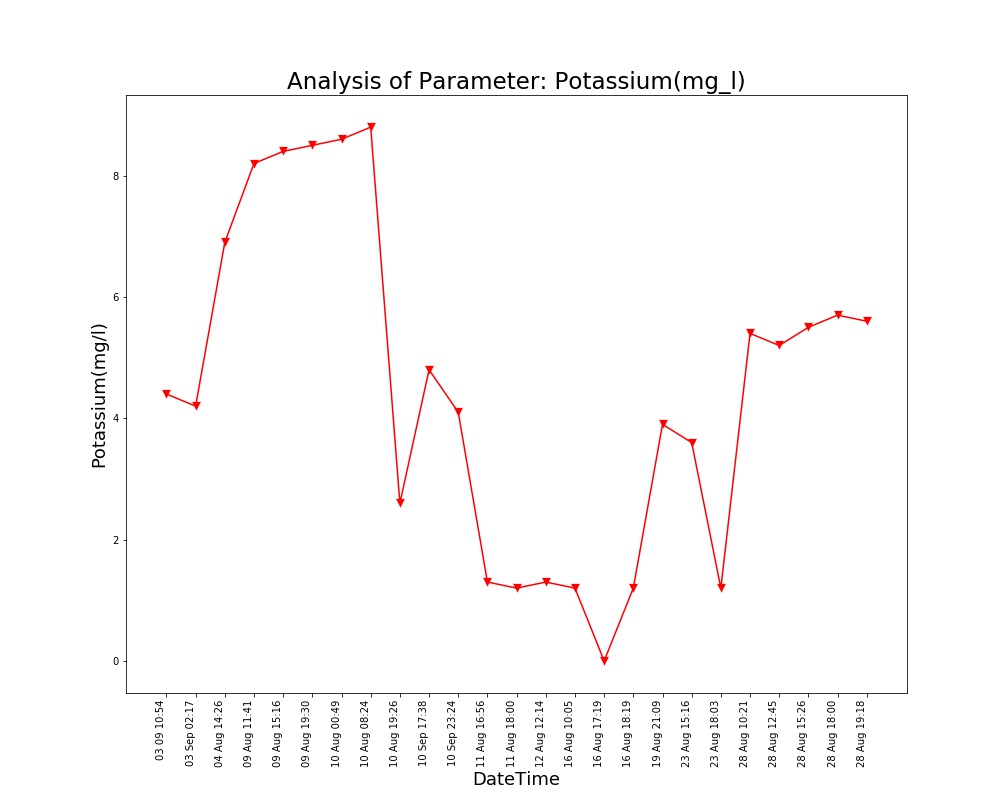 Analysis of Parameter: Potassium(mg_l)
Potassium(mg/l)
8
6
4
2
0
03 09 10:54
03 Sep 02:17
04 Aug 14:26
09 Aug 11:41
09 Aug 15:16
09 Aug 19:30
10 Aug 00:49
10 Aug 08:24
10 Aug 19:26
10 Sep 17:38
10 Sep 23:24
11 Aug 16:56
11 Aug 18:00
12 Aug 12:14
16 Aug 10:05
16 Aug 17:19
16 Aug 18:19
19 Aug 21:09
23 Aug 15:16
23 Aug 18:03
28 Aug 10:21
28 Aug 12:45
28 Aug 15:26
28 Aug 18:00
28 Aug 19:18
DateTime